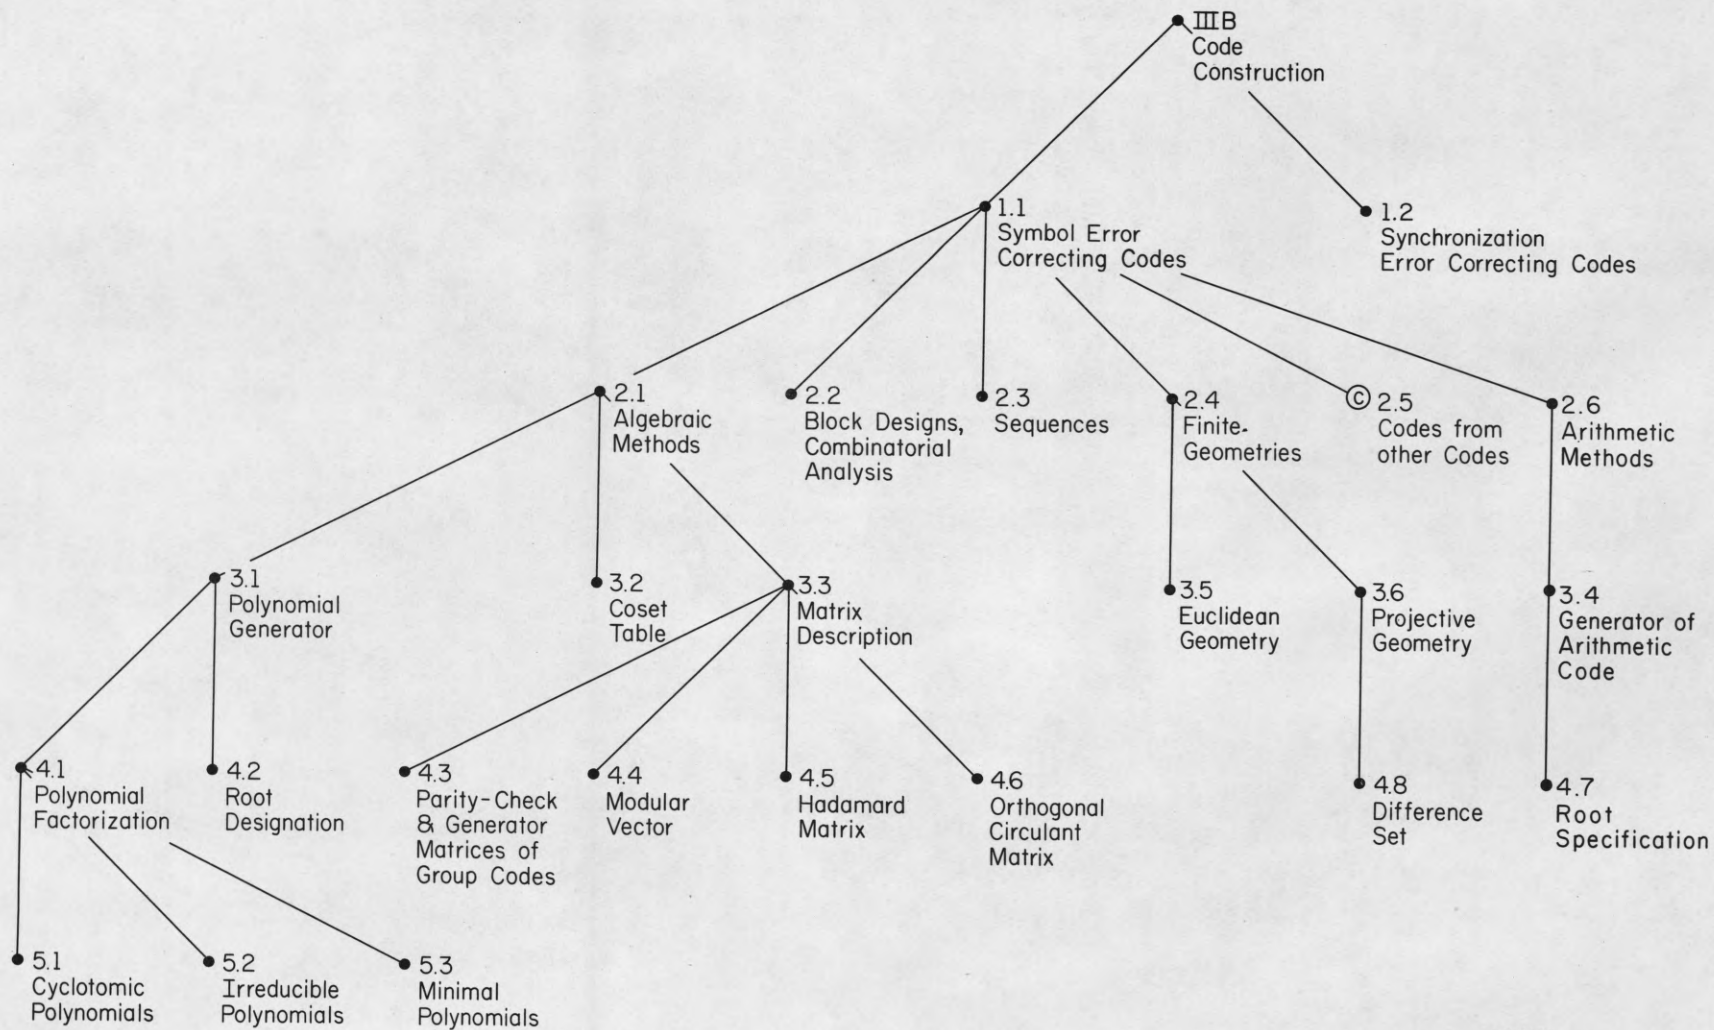 IIIB
Code
Construction
1.1
Symbol Error
Correcting Codes
1.2
Synchronization
Error Correcting Codes
2.1
Algebraic
Methods
2.2
Block Designs,
Combinatorial
Analysis
2.3
Sequences
2.4
Finite-
Geometries
© 2.5
Codes from
other Codes
2.6
Arithmetic
Methods
3.1
Polynomial
Generator
3.2
Coset
Table
3.3
Matrix
Description
3.5
Euclidean
Geometry
3.6
Projective
Geometry
3.4
Generator of
Arithmetic
Code
4.1
Polynomial
Factorization
4.2
Root
Designation
4.3
Parity-Check
& Generator
Matrices of
Group Codes
4.4
Modular
Vector
4.5
Hadamard
Matrix
4.6
Orthogonal
Circulant
Matrix
4.8
Difference
Set
4.7
Root
Specification
5.1
Cyclotomic
Polynomials
5.2
Irreducible
Polynomials
5.3
Minimal
Polynomials